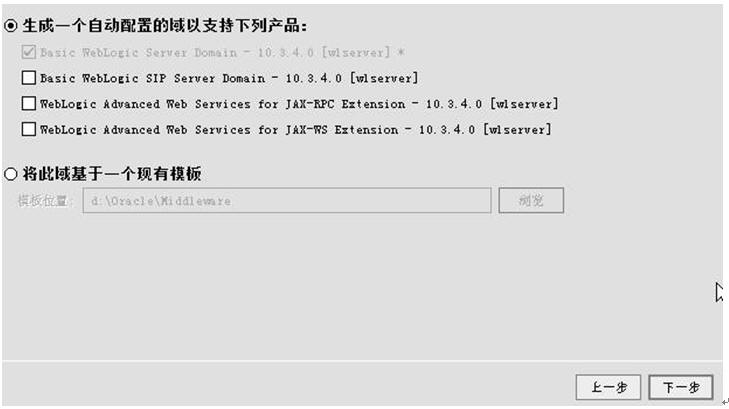 生成一个自动配置的域以支持下列产品:
Basic WebLogic Server Domain - 10.3.4.0 [wlserver] *
Basic WebLogic SIP Server Domain - 10.3.4.0 [wlserver]
WebLogic Advanced Web Services for JAX-RPC Extension - 10.3.4.0 [wlserver]
WebLogic Advanced Web Services for JAX-WS Extension - 10.3.4.0 [wlserver]
将此域基于一个现有模板
模板位置: d:\Oracle\Middleware 浏览
上一步 下一步